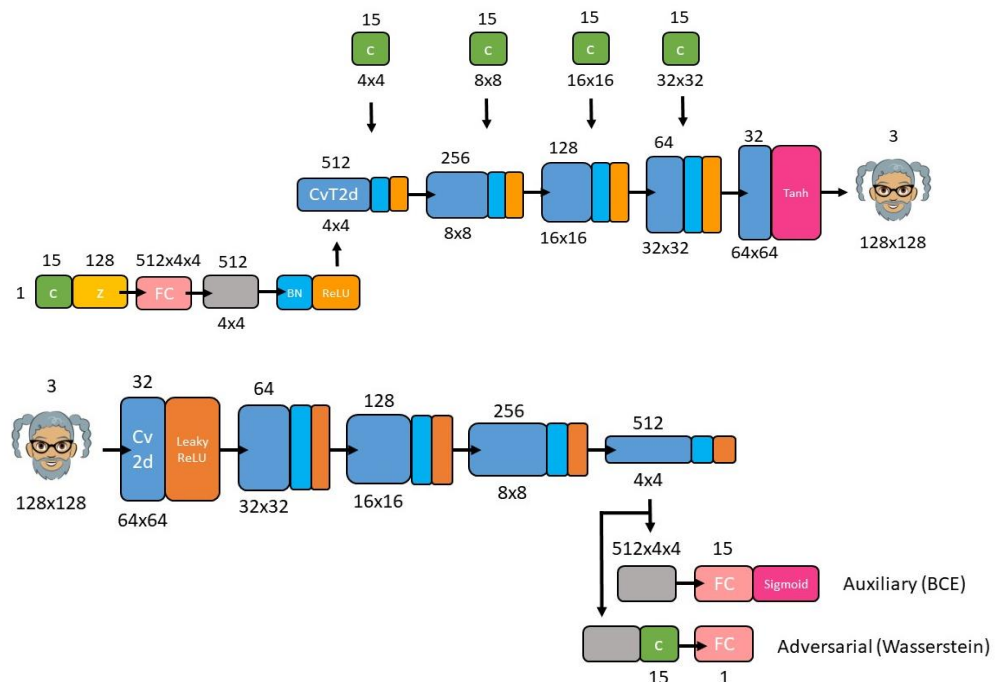 15 15 15 15
c c c c
4x4 8x8 16x16 32x32
512 256 128 64 32 3
CvT2d Tanh
4x4 8x8 16x16 32x32 64x64 128x128
15 128 512x4x4 512
1 c z FC BN ReLU
4x4
3 32 64 128 256 512
Cv
2d
Leaky
ReLU
128x128 64x64 32x32 16x16 8x8 4x4
512x4x4 15
FC Sigmoid Auxiliary (BCE)
c FC Adversarial (Wasserstein)
15 1